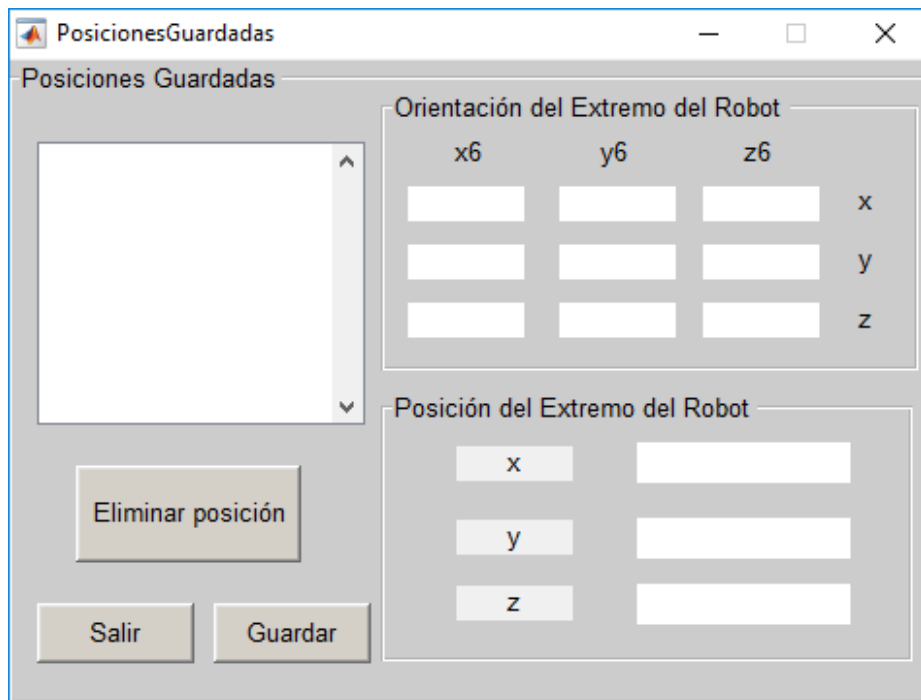 PosicionesGuardadas
Posiciones Guardadas
Orientación del Extremo del Robot
x6 y6 z6
x
y
z
Posición del Extremo del Robot
x
y
z
Eliminar posición
Salir Guardar